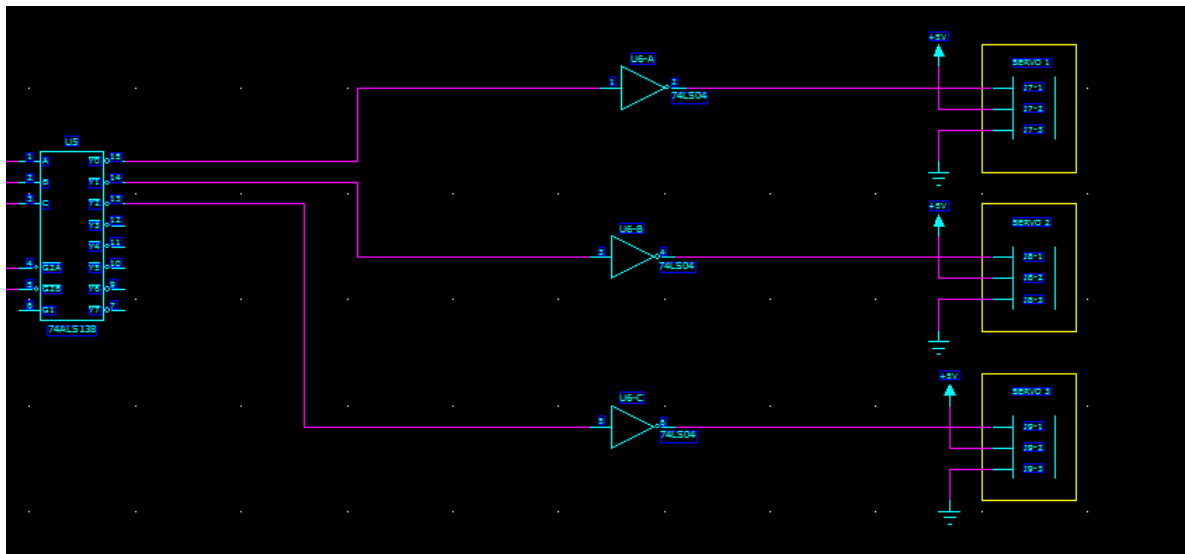 +5V
U6-A
SERVO 1
1
2
J7-1
74LS04
J7-2
J7-3
U5
1 A Y0 15
2 B Y1 14
3 C Y2 13
Y3 12
Y4 11
4 G2A Y5 10
5 G2B Y6 9
6 G1 Y7 7
74ALS138
+5V
U6-B
SERVO 2
3
4
J8-1
74LS04
J8-2
J8-3
+5V
U6-C
SERVO 3
5
6
J9-1
74LS04
J9-2
J9-3